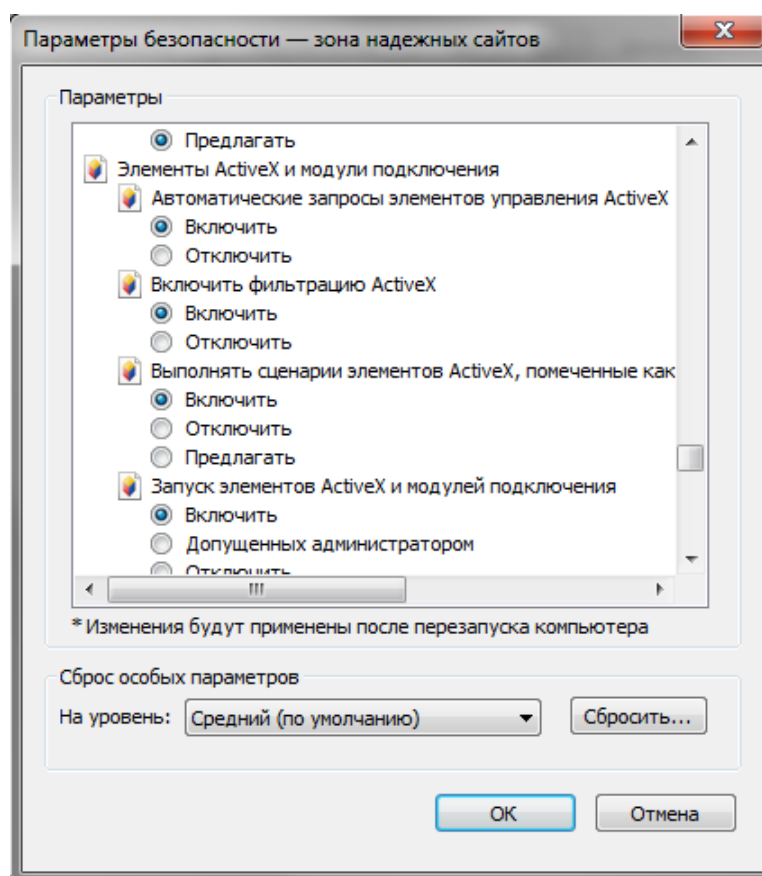 Параметры безопасности — зона надежных сайтов
Параметры
Предлагать
Элементы ActiveX и модули подключения
Автоматические запросы элементов управления ActiveX
Включить
Отключить
Включить фильтрацию ActiveX
Включить
Отключить
Выполнять сценарии элементов ActiveX, помеченные как
Включить
Отключить
Предлагать
Запуск элементов ActiveX и модулей подключения
Включить
Допущенных администратором
Отключить
* Изменения будут применены после перезапуска компьютера
Сброс особых параметров
На уровень: Средний (по умолчанию) Сбросить...
ОК Отмена